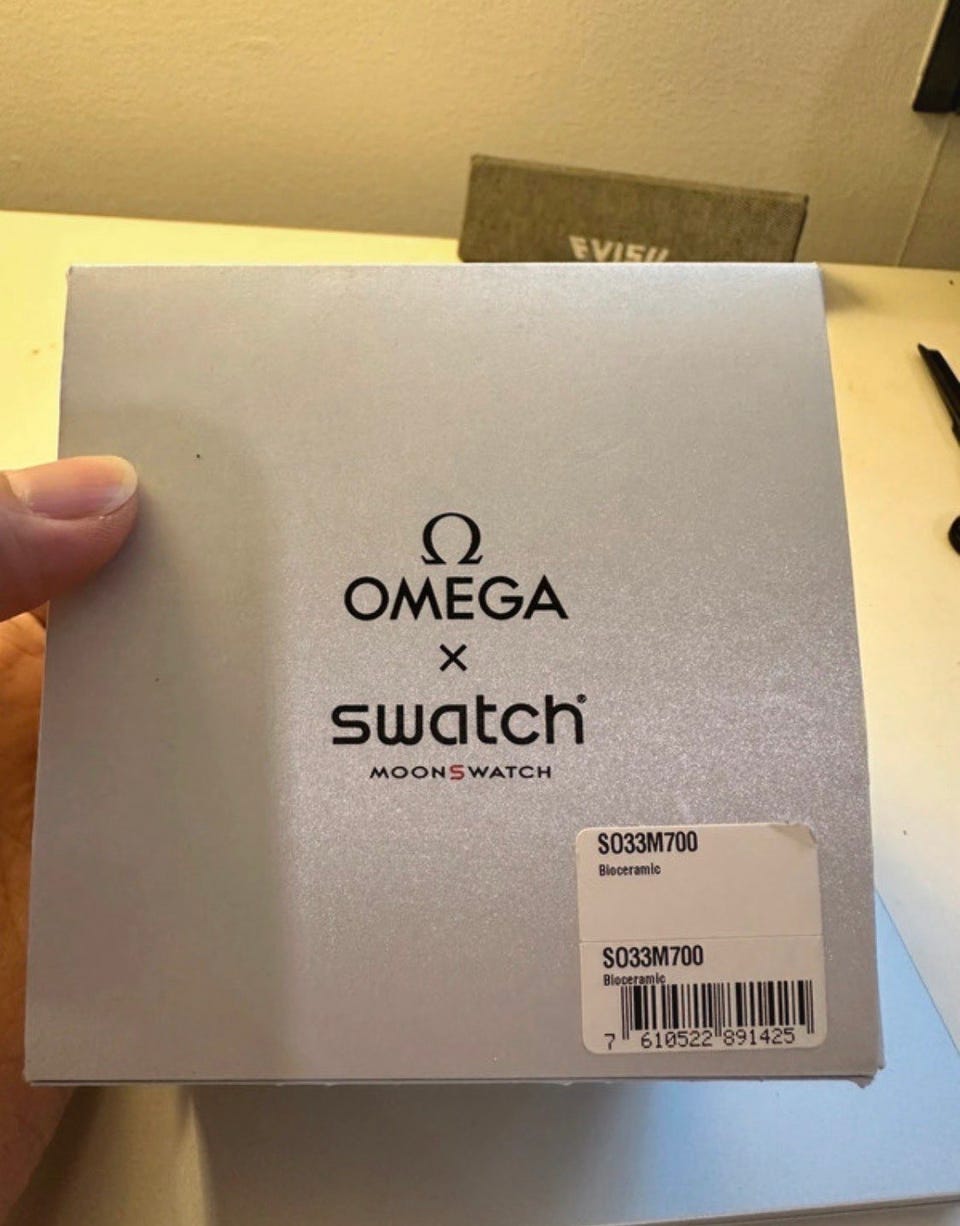 EVISU
Ω
OMEGA
×
swatch®
MOONSWATCH
SO33M700
Bioceramic
SO33M700
Bioceramic
7 610522 891425